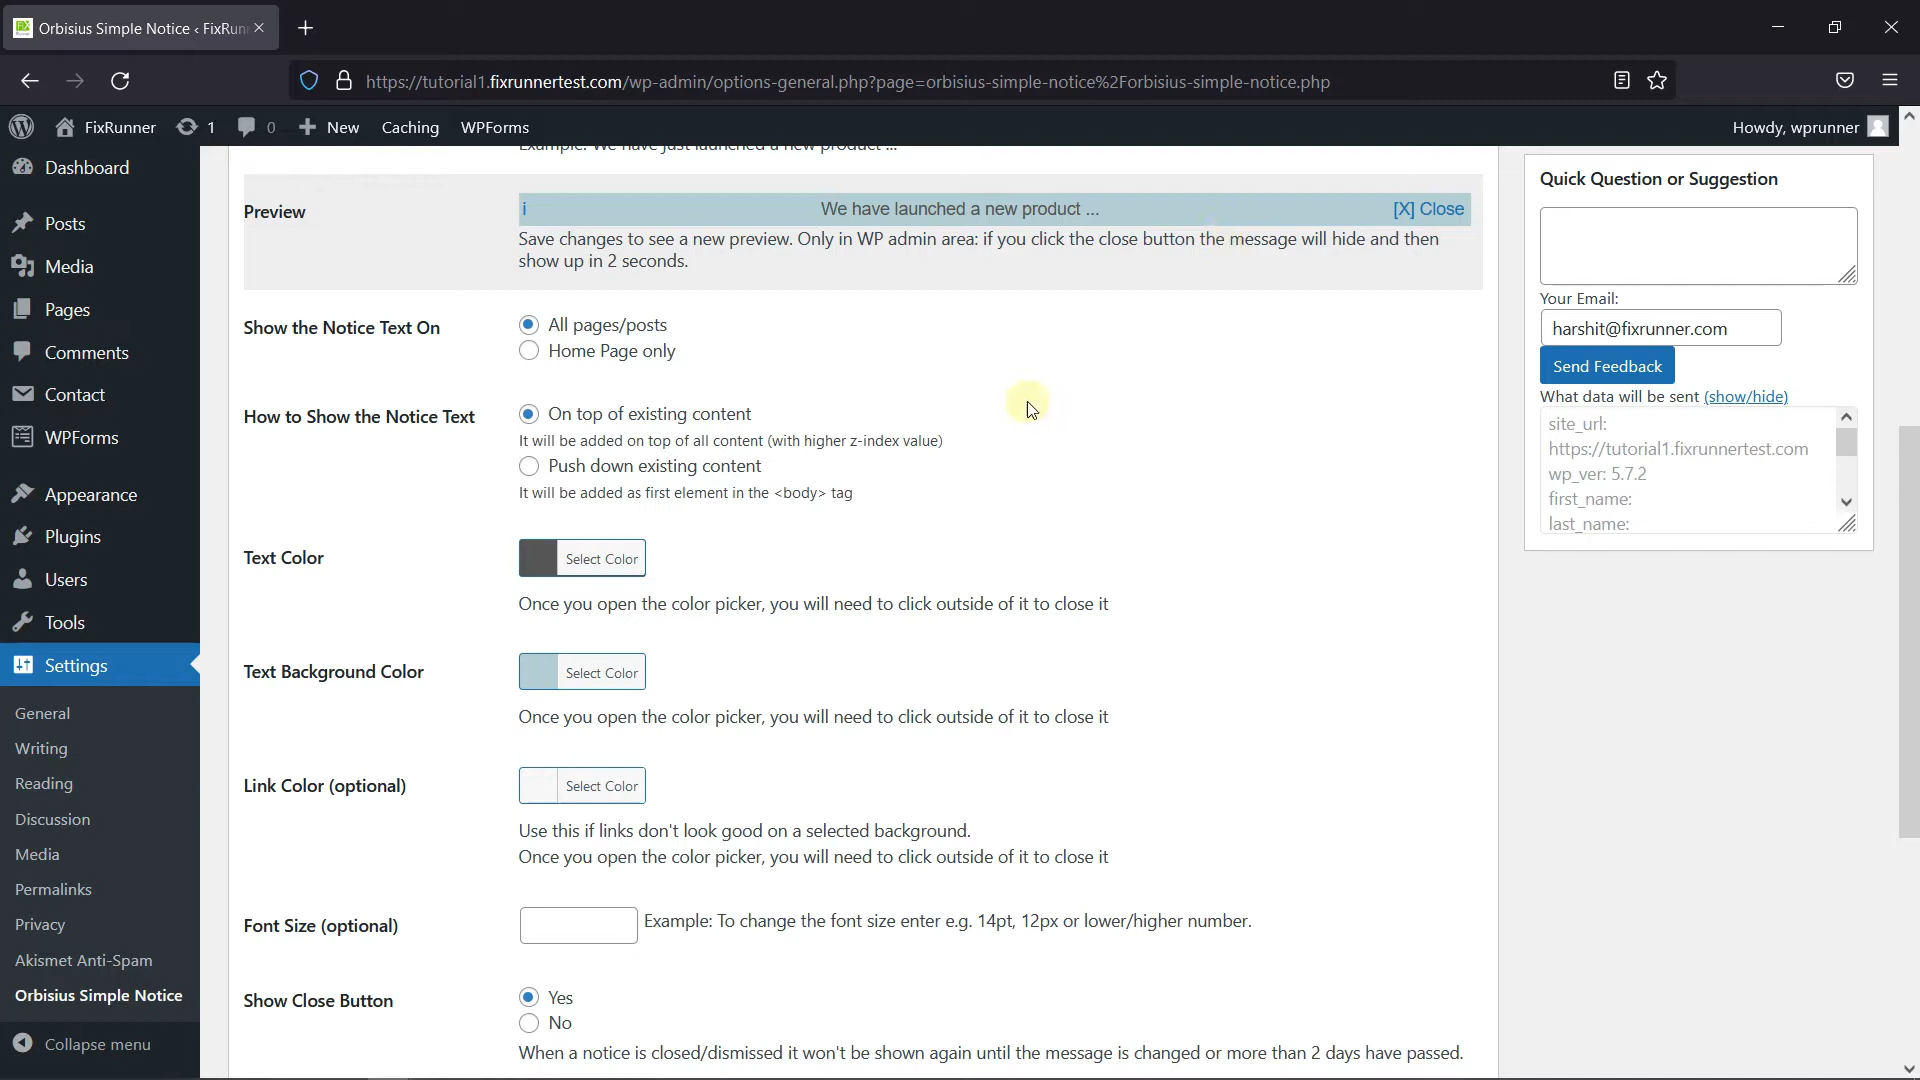 Orbisius Simple Notice ‹ FixRun
https://tutorial1.fixrunnertest.com/wp-admin/options-general.php?page=orbisius-simple-notice%2Forbisius-simple-notice.php
FixRunner
1
0
New
Caching
WPForms
Howdy, wprunner
Dashboard
Posts
Media
Pages
Comments
Contact
WPForms
Appearance
Plugins
Users
Tools
Settings
General
Writing
Reading
Discussion
Media
Permalinks
Privacy
Akismet Anti-Spam
Orbisius Simple Notice
Collapse menu
Example: We have just launched a new product ...
Preview
i
We have launched a new product ...
[X] Close
Save changes to see a new preview. Only in WP admin area: if you click the close button the message will hide and then
show up in 2 seconds.
Show the Notice Text On
All pages/posts
Home Page only
How to Show the Notice Text
On top of existing content
It will be added on top of all content (with higher z-index value)
Push down existing content
It will be added as first element in the <body> tag
Text Color
Select Color
Once you open the color picker, you will need to click outside of it to close it
Text Background Color
Select Color
Once you open the color picker, you will need to click outside of it to close it
Link Color (optional)
Select Color
Use this if links don't look good on a selected background.
Once you open the color picker, you will need to click outside of it to close it
Font Size (optional)
Example: To change the font size enter e.g. 14pt, 12px or lower/higher number.
Show Close Button
Yes
No
When a notice is closed/dismissed it won't be shown again until the message is changed or more than 2 days have passed.
Quick Question or Suggestion
Your Email:
harshit@fixrunner.com
Send Feedback
What data will be sent (show/hide)
site_url:
https://tutorial1.fixrunnertest.com
wp_ver: 5.7.2
first_name:
last_name: